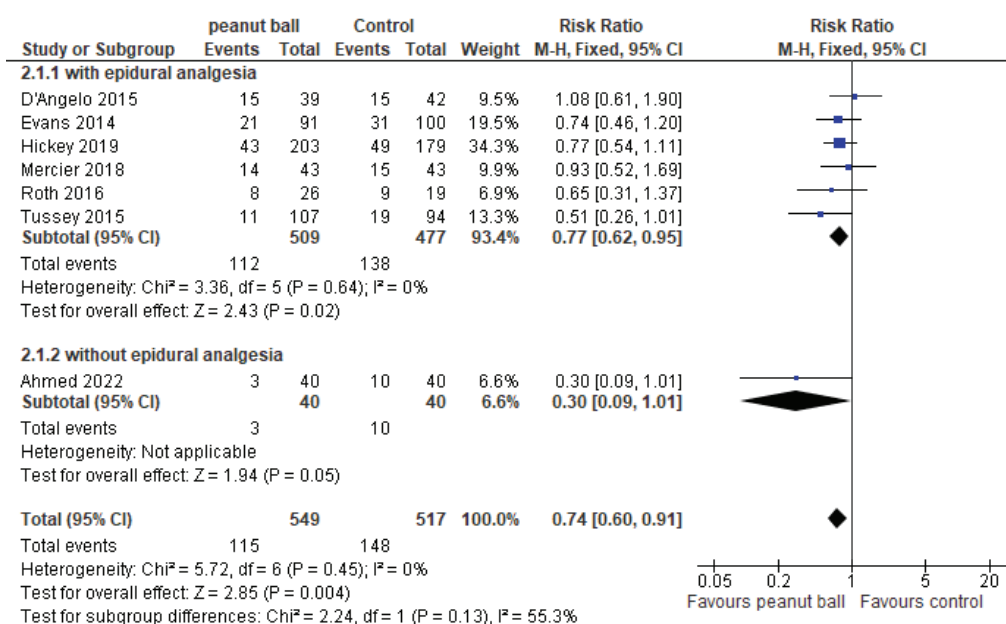 peanut ball Control Risk Ratio Risk Ratio
Study or Subgroup Events Total Events Total Weight M-H, Fixed, 95% CI M-H, Fixed, 95% CI
2.1.1 with epidural analgesia
D'Angelo 2015 15 39 15 42 9.5% 1.08 [0.61, 1.90]
Evans 2014 21 91 31 100 19.5% 0.74 [0.46, 1.20]
Hickey 2019 43 203 49 179 34.3% 0.77 [0.54, 1.11]
Mercier 2018 14 43 15 43 9.9% 0.93 [0.52, 1.69]
Roth 2016 8 26 9 19 6.9% 0.65 [0.31, 1.37]
Tussey 2015 11 107 19 94 13.3% 0.51 [0.26, 1.01]
Subtotal (95% CI) 509 477 93.4% 0.77 [0.62, 0.95]
Total events 112 138
Heterogeneity: Chi² = 3.36, df = 5 (P = 0.64); I² = 0%
Test for overall effect: Z = 2.43 (P = 0.02)
2.1.2 without epidural analgesia
Ahmed 2022 3 40 10 40 6.6% 0.30 [0.09, 1.01]
Subtotal (95% CI) 40 40 6.6% 0.30 [0.09, 1.01]
Total events 3 10
Heterogeneity: Not applicable
Test for overall effect: Z = 1.94 (P = 0.05)
Total (95% CI) 549 517 100.0% 0.74 [0.60, 0.91]
Total events 115 148
Heterogeneity: Chi² = 5.72, df = 6 (P = 0.45); I² = 0%
Test for overall effect: Z = 2.85 (P = 0.004)
Test for subgroup differences: Chi² = 2.24, df = 1 (P = 0.13), I² = 55.3%
0.05 0.2 1 5 20
Favours peanut ball Favours control